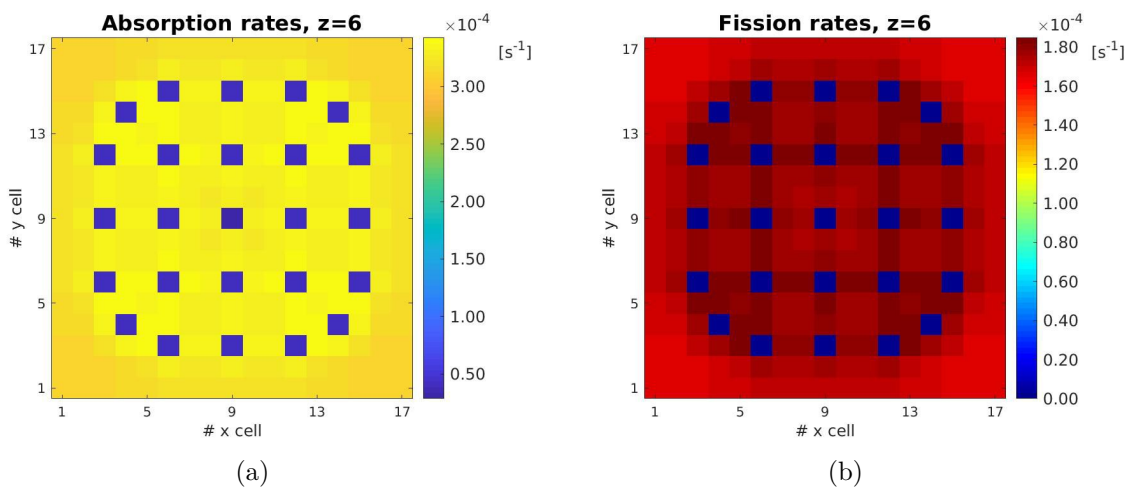 Absorption rates, z=6
×10⁻⁴
[s⁻¹]
17
13
9
5
1
# y cell
1 5 9 13 17
# x cell
3.00
2.50
2.00
1.50
1.00
0.50
(a)
Fission rates, z=6
×10⁻⁴
[s⁻¹]
17
13
9
5
1
# y cell
1 5 9 13 17
# x cell
1.80
1.60
1.40
1.20
1.00
0.80
0.60
0.40
0.20
0.00
(b)